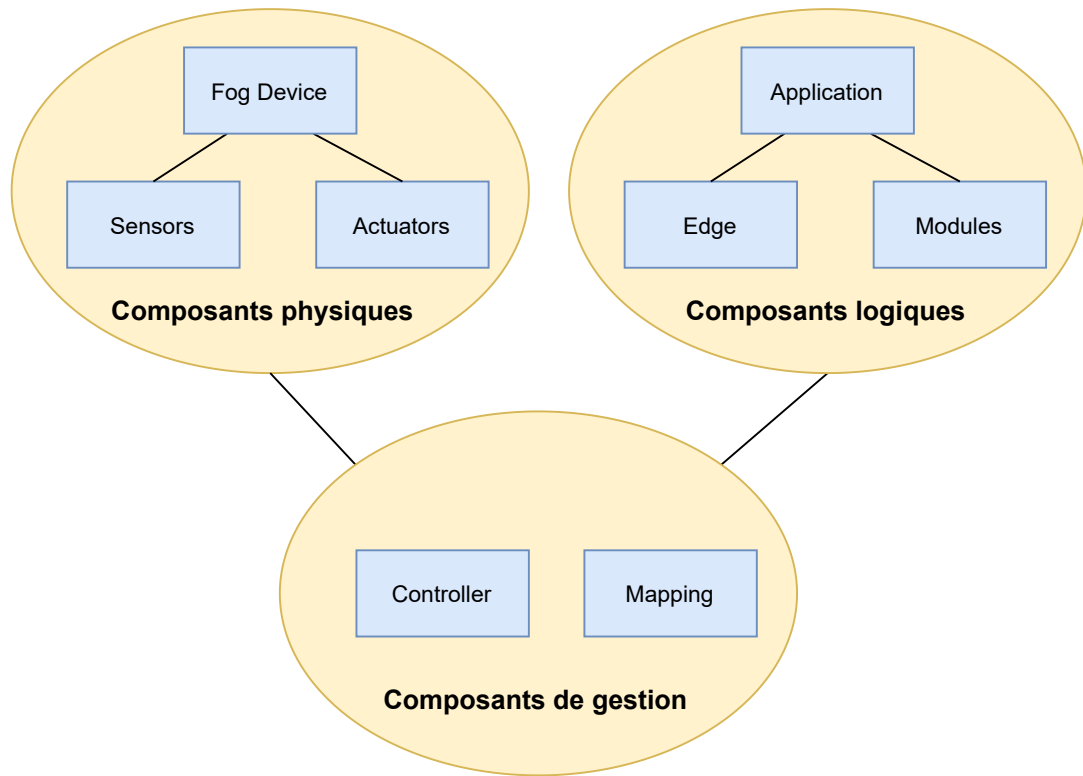 Fog Device
Sensors
Actuators
Composants physiques
Application
Edge
Modules
Composants logiques
Controller
Mapping
Composants de gestion